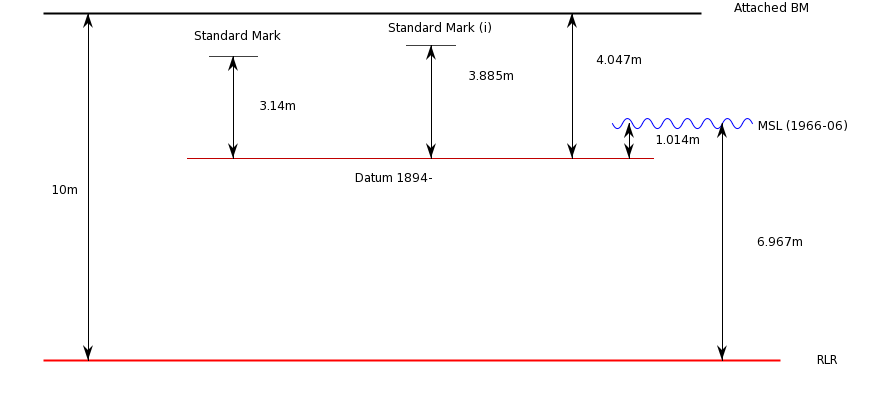 Attached BM
Standard Mark (i)
Standard Mark
4.047m
3.885m
3.14m
MSL (1966-06)
1.014m
Datum 1894-
10m
6.967m
RLR